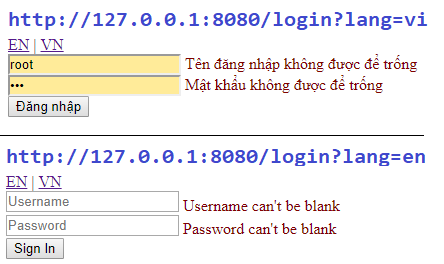 http://127.0.0.1:8080/login?lang=vi
EN | VN
root Tên đăng nhập không được để trống
••• Mật khẩu không được để trống
Đăng nhập
http://127.0.0.1:8080/login?lang=en
EN | VN
Username Username can't be blank
Password Password can't be blank
Sign In